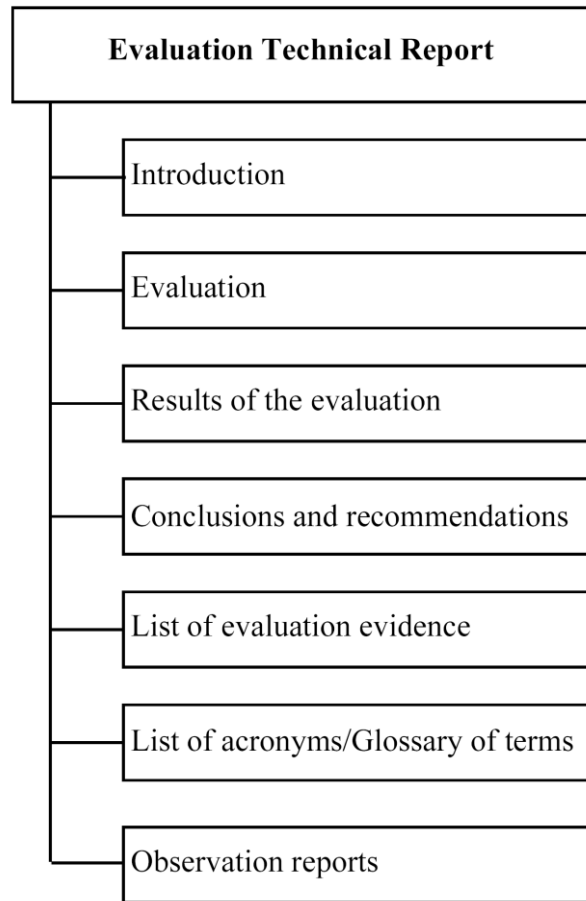 Evaluation Technical Report
Introduction
Evaluation
Results of the evaluation
Conclusions and recommendations
List of evaluation evidence
List of acronyms/Glossary of terms
Observation reports